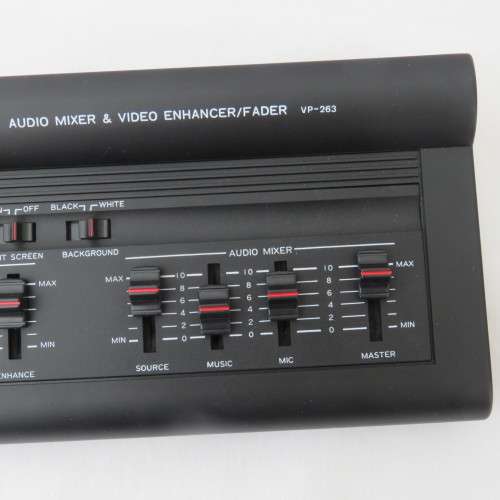 AUDIO MIXER & VIDEO ENHANCER/FADER VP-263
N OFF BLACK WHITE
T SCREEN BACKGROUND AUDIO MIXER
MAX MAX 10 10 10 MAX
8 8 8
6 6 6
4 4 4
2 2 2
MIN MIN 0 0 0 MIN
ENHANCE SOURCE MUSIC MIC MASTER